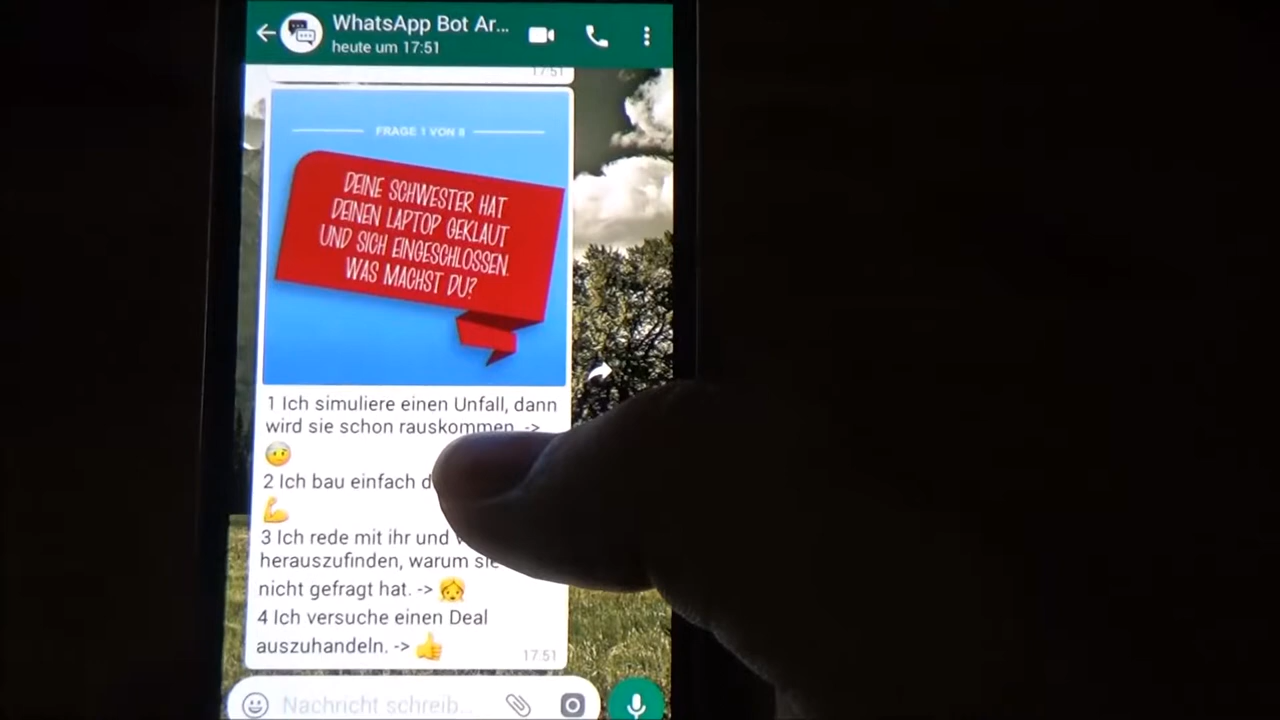 WhatsApp Bot Ar...
heute um 17:51
17:51
FRAGE 1 VON 8
DEINE SCHWESTER HAT
DEINEN LAPTOP GEKLAUT
UND SICH EINGESCHLOSSEN.
WAS MACHST DU?
1 Ich simuliere einen Unfall, dann
wird sie schon rauskommen. ->
2 Ich bau einfach
3 Ich rede mit ihr und
herauszufinden, warum sie
nicht gefragt hat. ->
4 Ich versuche einen Deal
auszuhandeln. ->
17:51
Nachricht schreib...